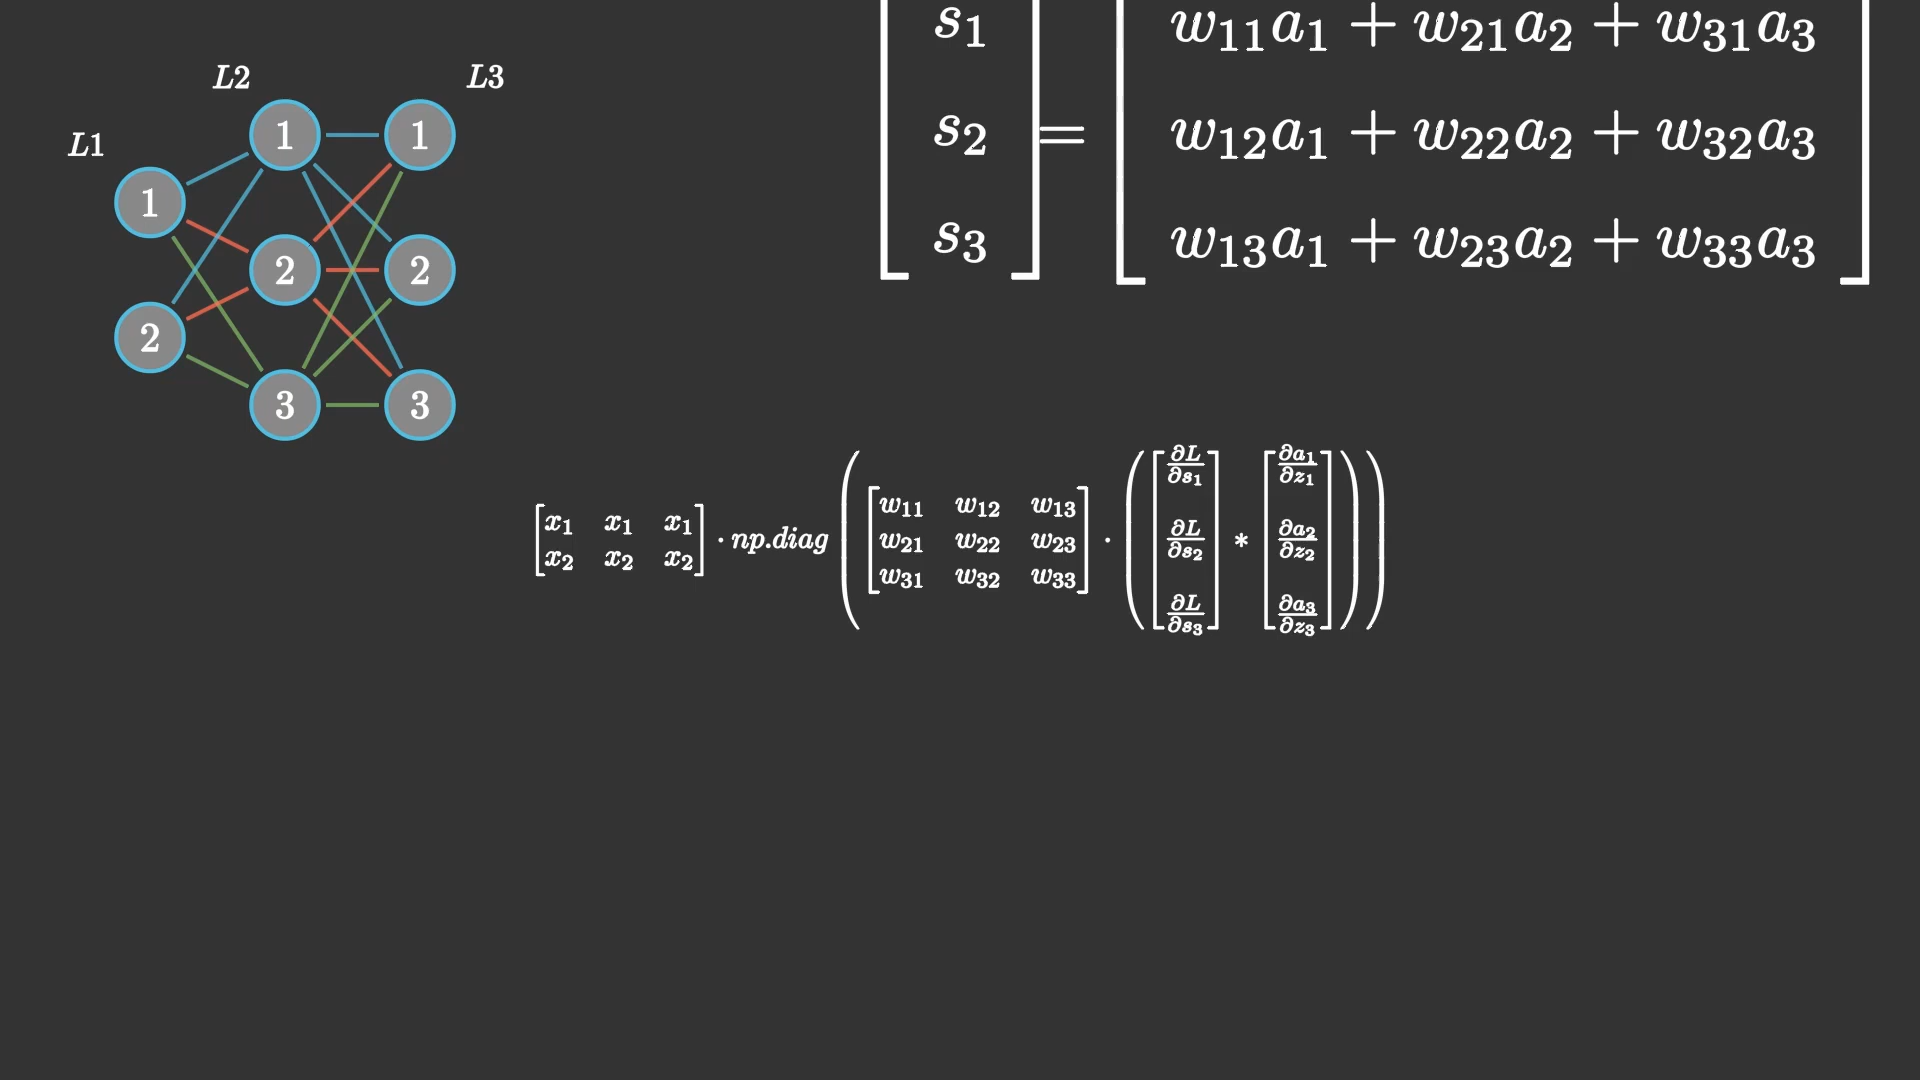 L1
L2
L3
1
2
1
2
3
1
2
3
[s₁] = [w₁₁a₁ + w₂₁a₂ + w₃₁a₃]
[s₂] = [w₁₂a₁ + w₂₂a₂ + w₃₂a₃]
[s₃] = [w₁₃a₁ + w₂₃a₂ + w₃₃a₃]
[x₁ x₁ x₁; x₂ x₂ x₂] · np.diag([w₁₁ w₁₂ w₁₃; w₂₁ w₂₂ w₂₃; w₃₁ w₃₂ w₃₃] · ([∂L/∂s₁; ∂L/∂s₂; ∂L/∂s₃] * [∂a₁/∂z₁; ∂a₂/∂z₂; ∂a₃/∂z₃]))